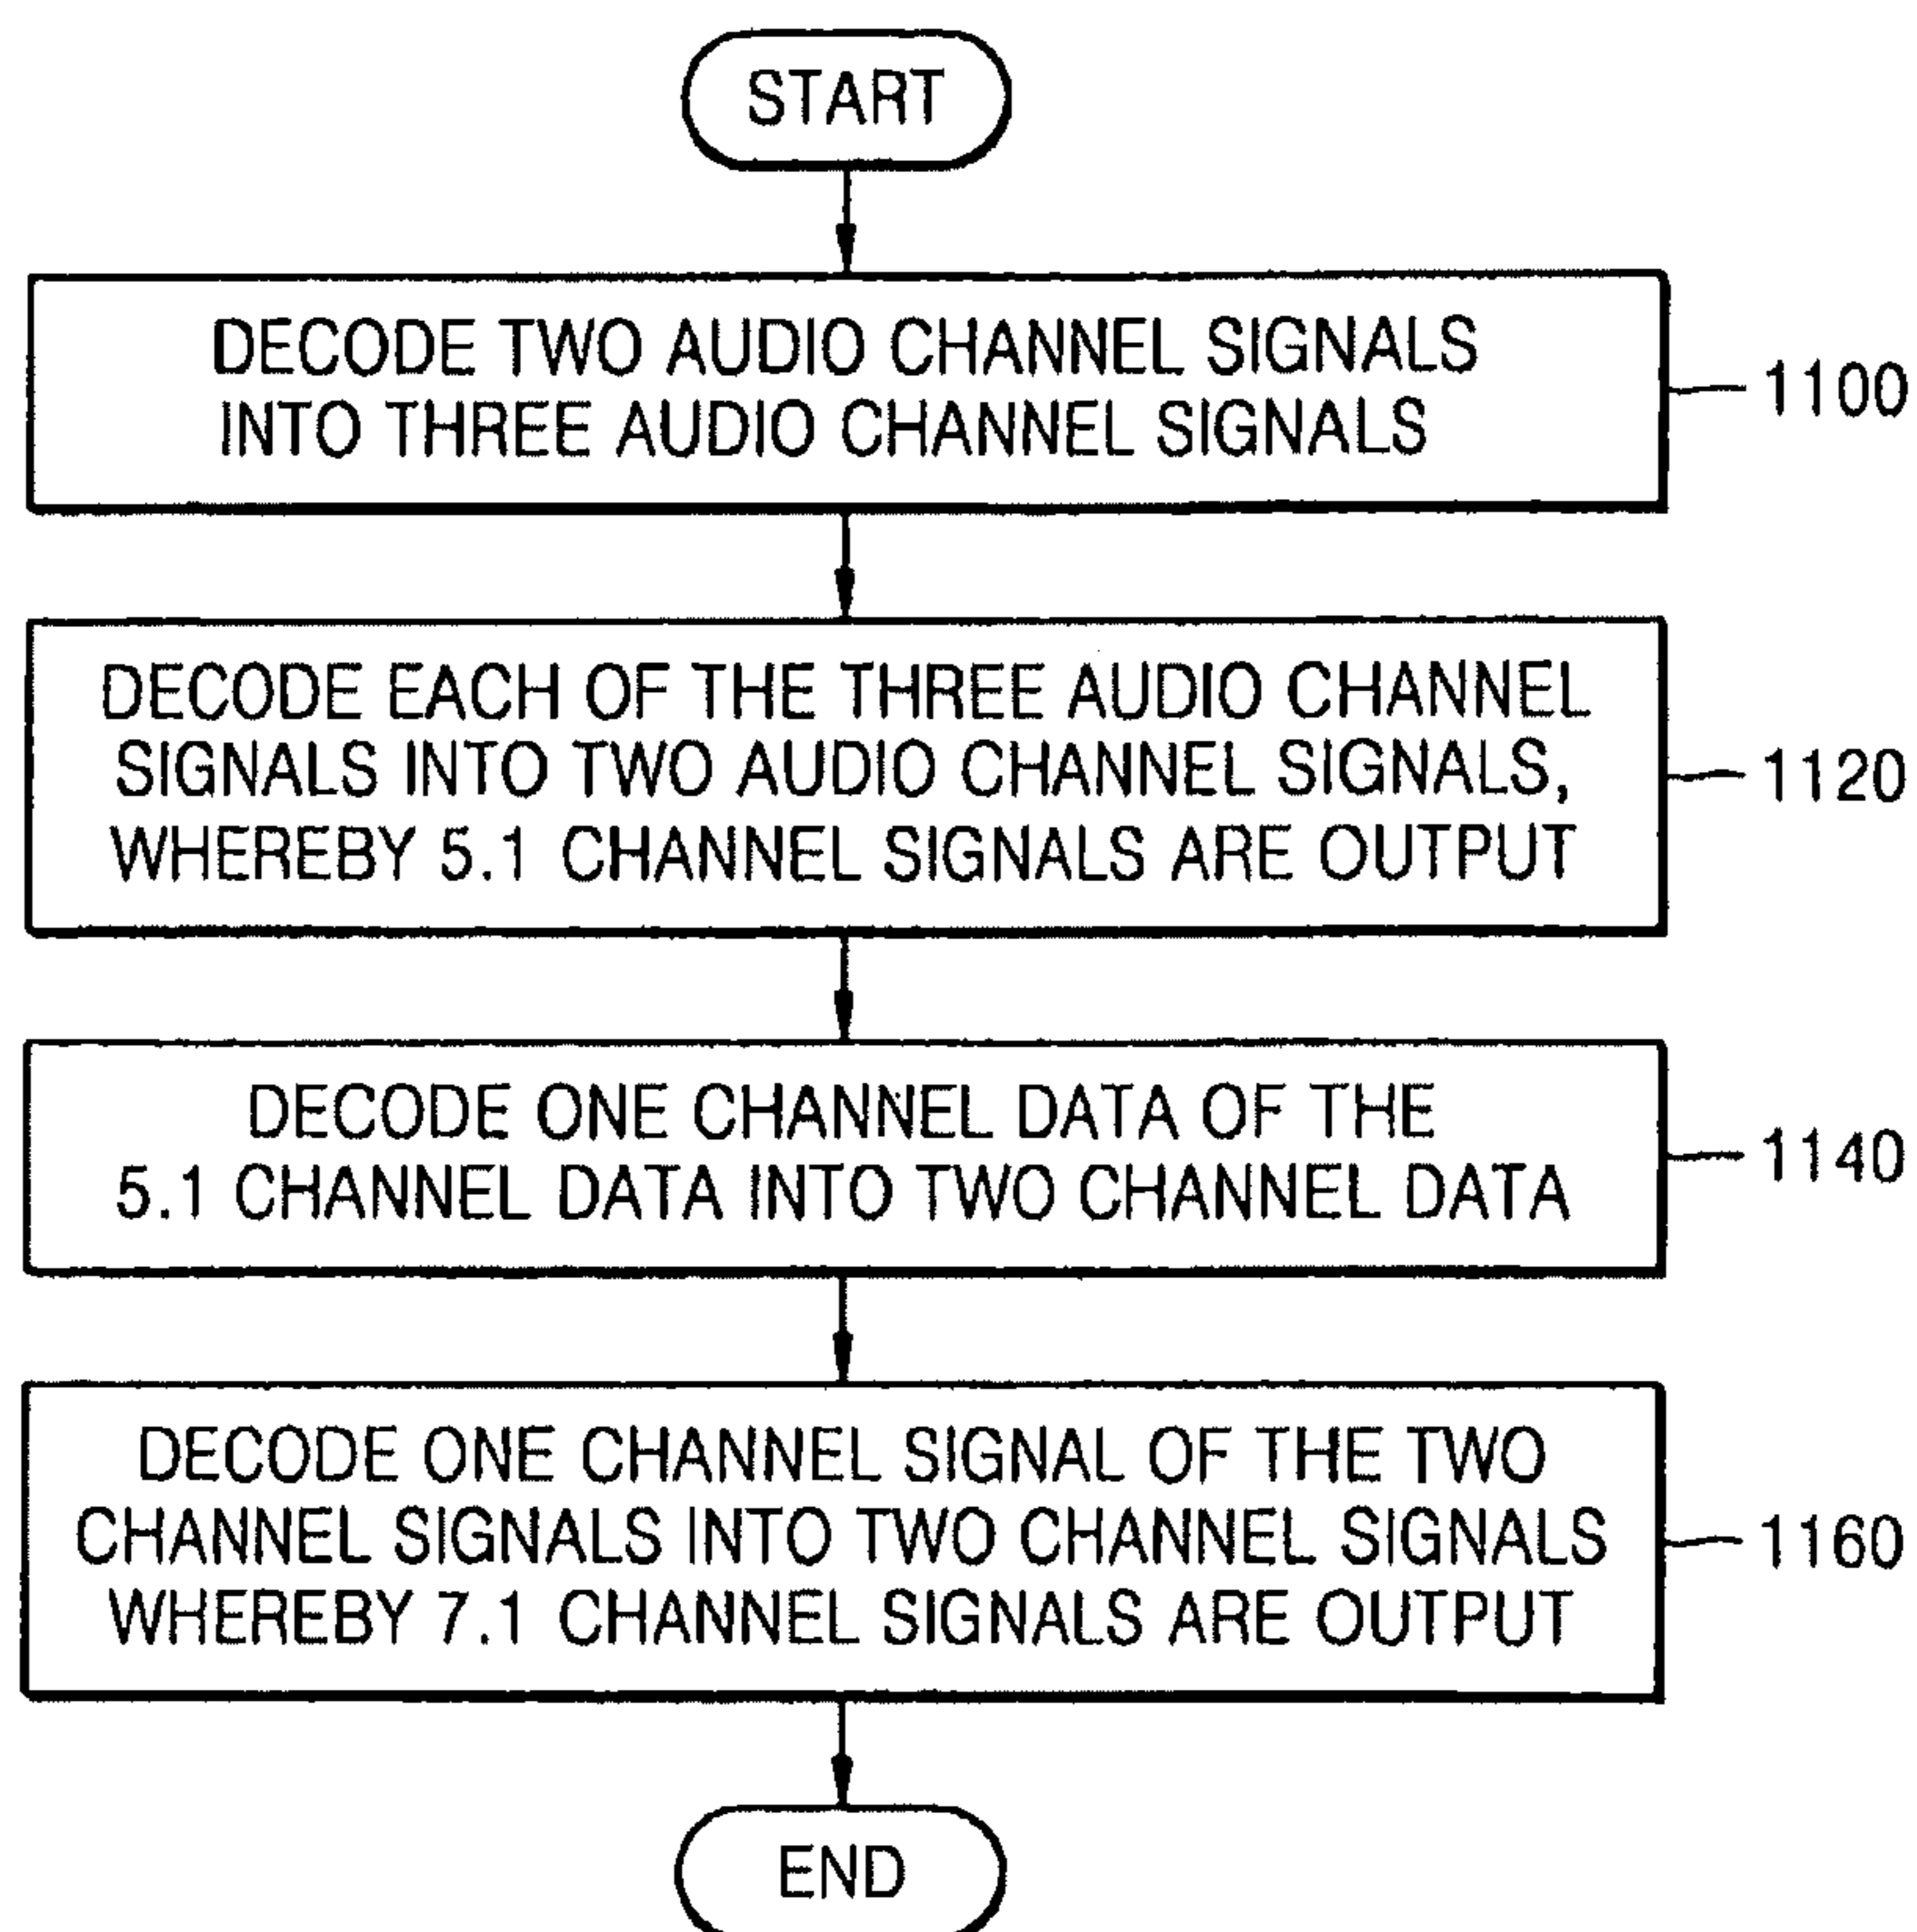 START
DECODE TWO AUDIO CHANNEL SIGNALS
INTO THREE AUDIO CHANNEL SIGNALS
1100
DECODE EACH OF THE THREE AUDIO CHANNEL
SIGNALS INTO TWO AUDIO CHANNEL SIGNALS,
WHEREBY 5.1 CHANNEL SIGNALS ARE OUTPUT
1120
DECODE ONE CHANNEL DATA OF THE
5.1 CHANNEL DATA INTO TWO CHANNEL DATA
1140
DECODE ONE CHANNEL SIGNAL OF THE TWO
CHANNEL SIGNALS INTO TWO CHANNEL SIGNALS
WHEREBY 7.1 CHANNEL SIGNALS ARE OUTPUT
1160
END